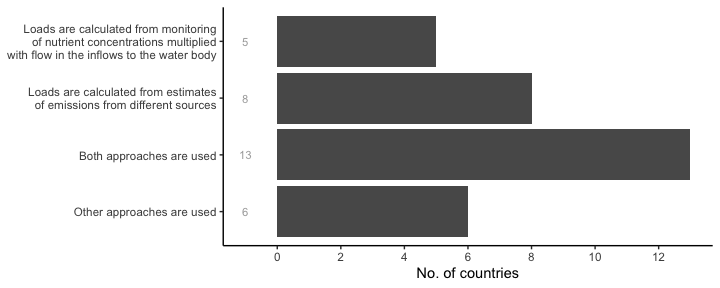 Loads are calculated from monitoring
of nutrient concentrations multiplied
with flow in the inflows to the water body
5
Loads are calculated from estimates
of emissions from different sources
8
Both approaches are used
13
Other approaches are used
6
0 2 4 6 8 10 12
No. of countries